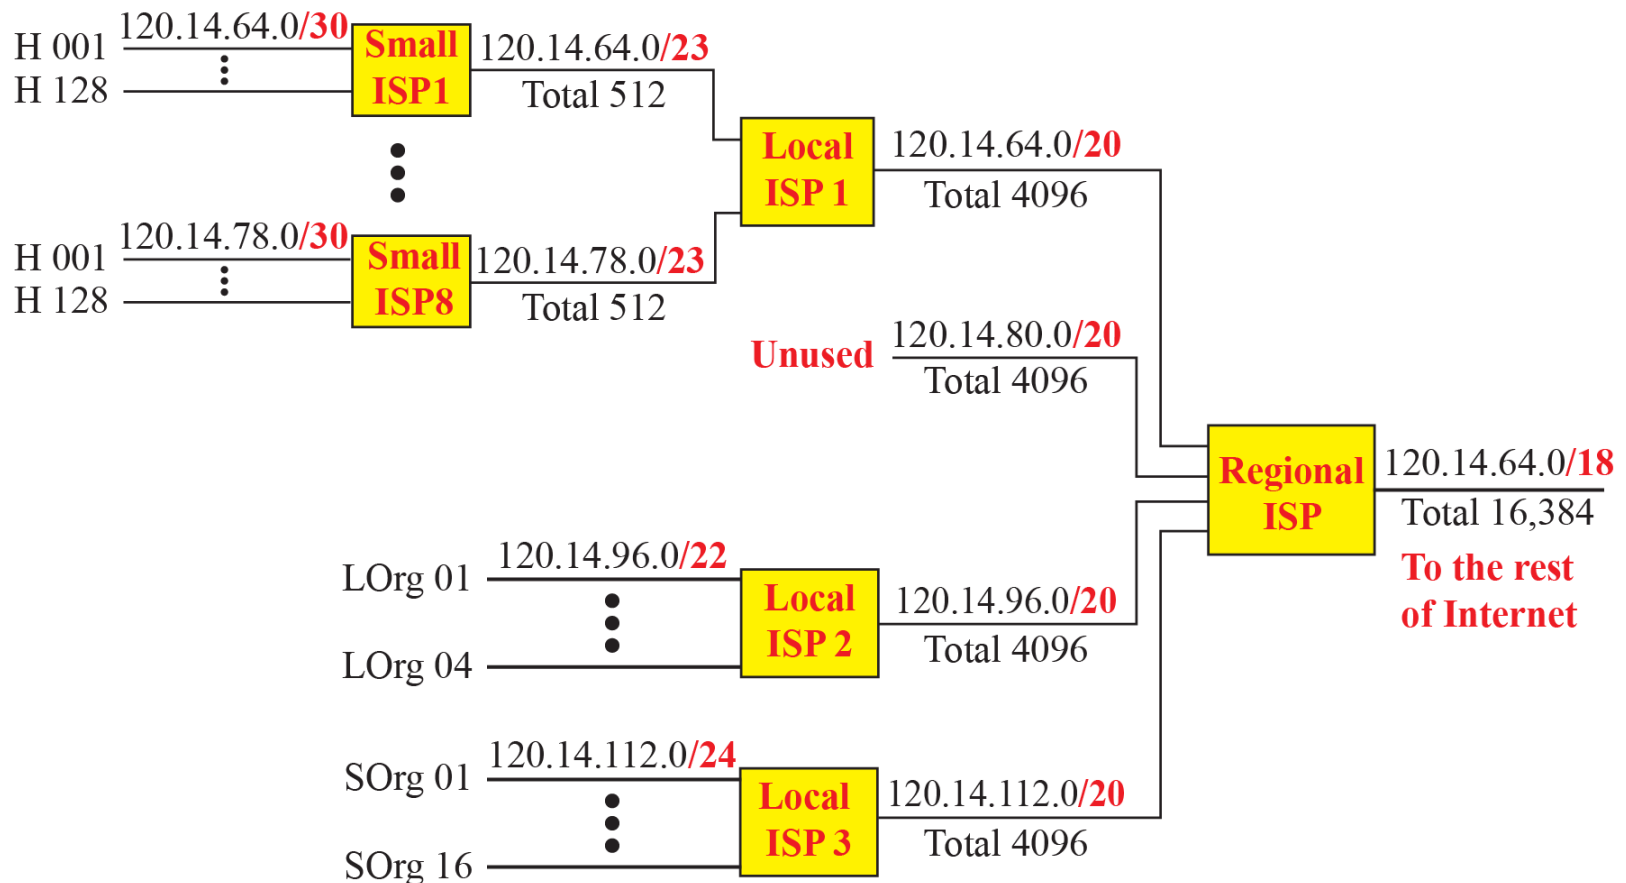 H 001
120.14.64.0/30
H 128
Small
ISP1
120.14.64.0/23
Total 512
H 001
120.14.78.0/30
H 128
Small
ISP8
120.14.78.0/23
Total 512
Local
ISP 1
120.14.64.0/20
Total 4096
Unused
120.14.80.0/20
Total 4096
LOrg 01
120.14.96.0/22
LOrg 04
Local
ISP 2
120.14.96.0/20
Total 4096
SOrg 01
120.14.112.0/24
SOrg 16
Local
ISP 3
120.14.112.0/20
Total 4096
Regional
ISP
120.14.64.0/18
Total 16,384
To the rest
of Internet